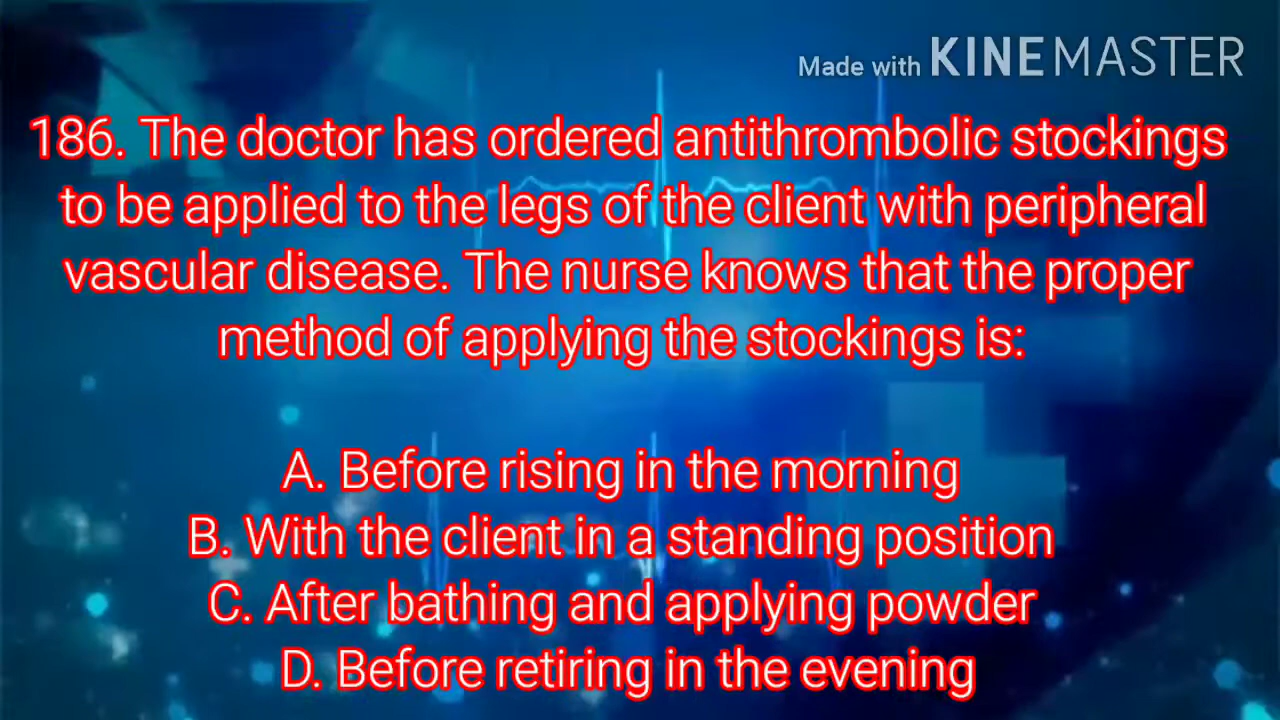 Made with KINEMASTER
186. The doctor has ordered antithrombolic stockings
to be applied to the legs of the client with peripheral
vascular disease. The nurse knows that the proper
method of applying the stockings is:
A. Before rising in the morning
B. With the client in a standing position
C. After bathing and applying powder
D. Before retiring in the evening